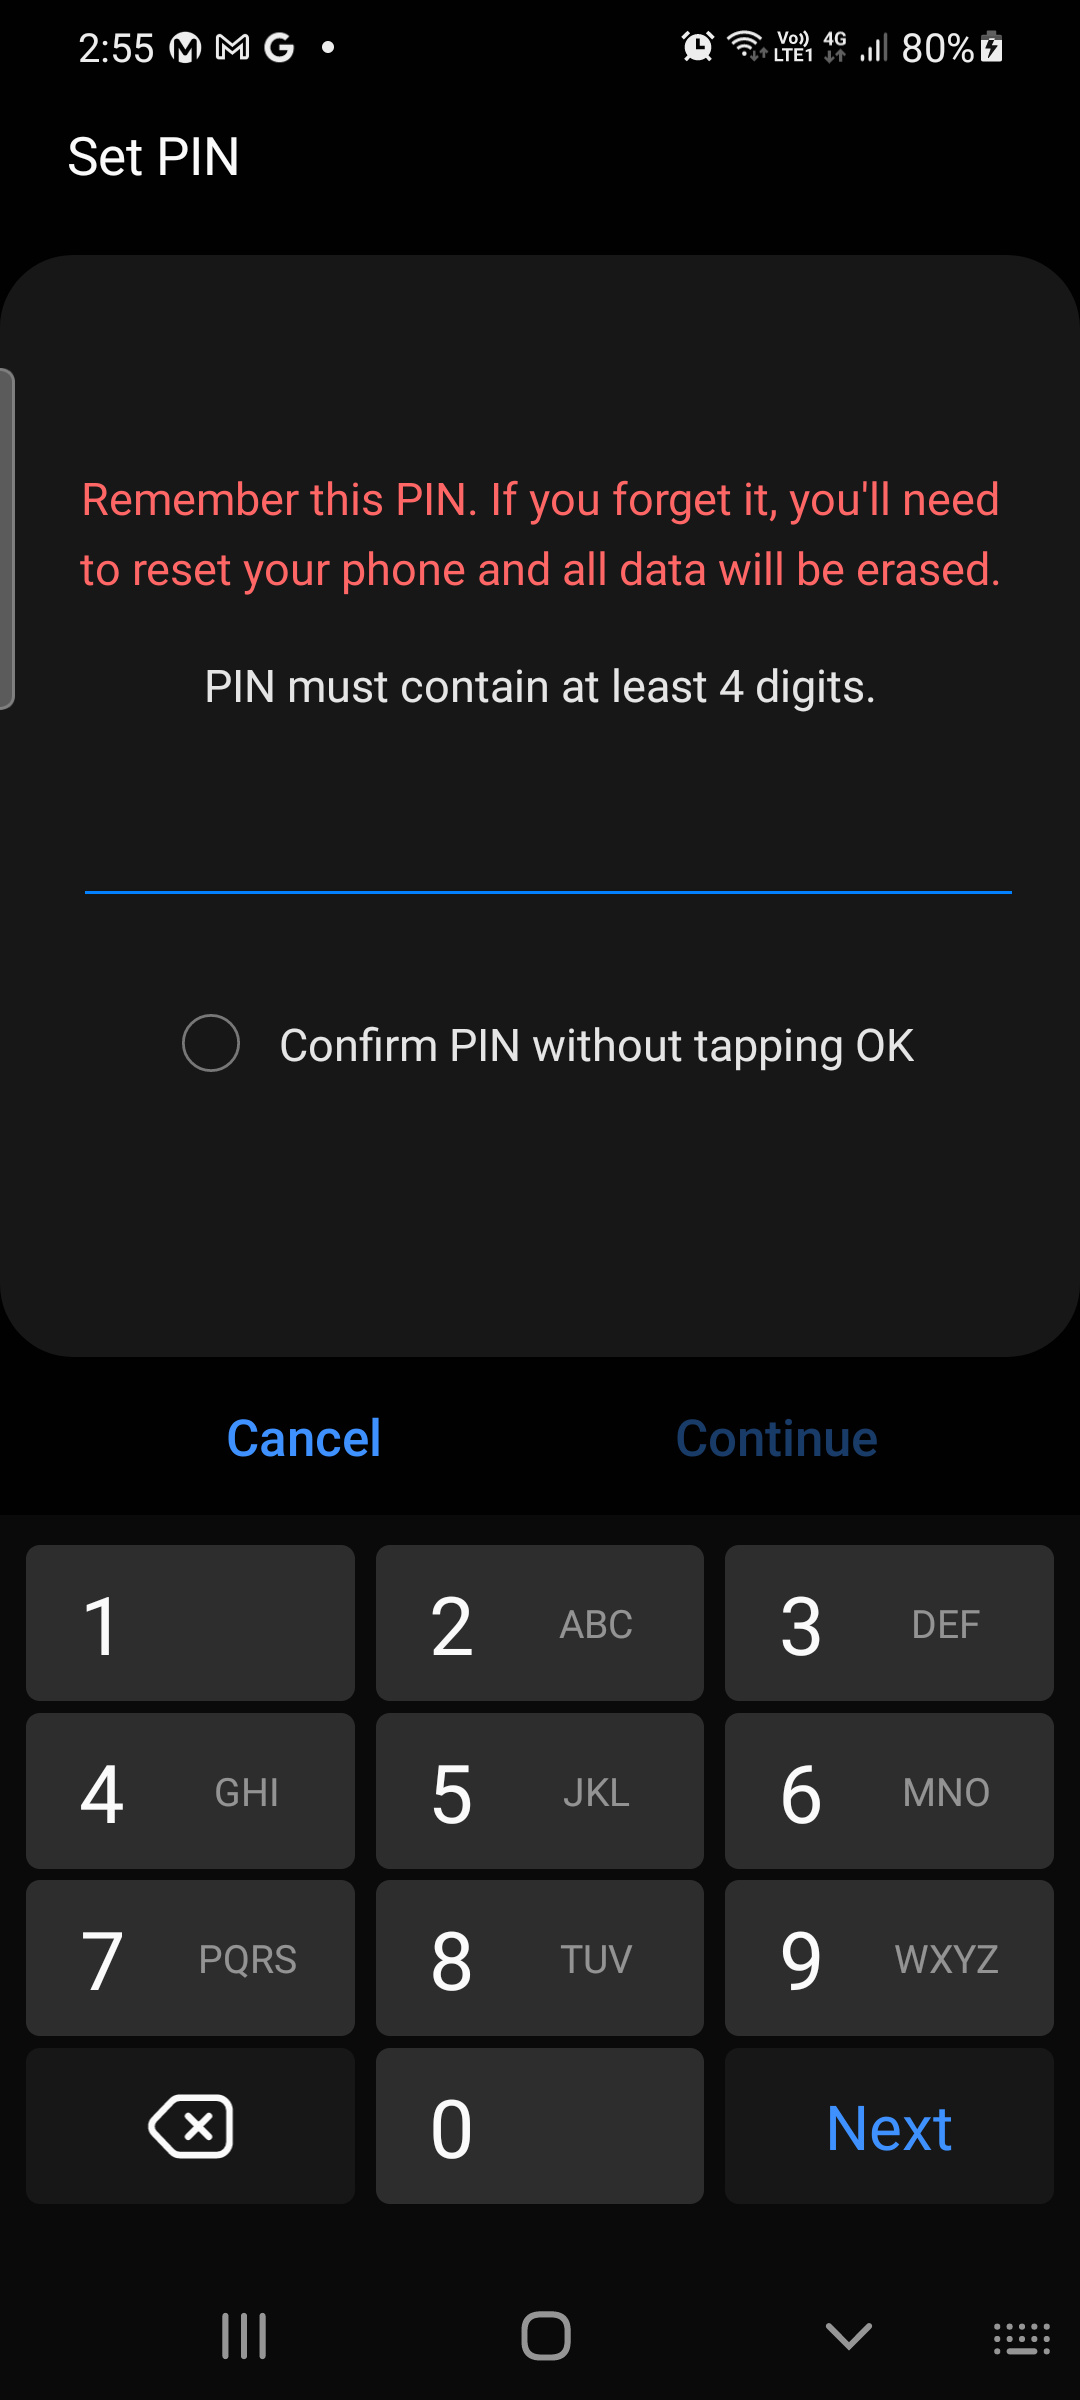 2:55 Vo)) LTE1 4G 80%
Set PIN
Remember this PIN. If you forget it, you'll need
to reset your phone and all data will be erased.
PIN must contain at least 4 digits.
Confirm PIN without tapping OK
Cancel Continue
1 2 ABC 3 DEF
4 GHI 5 JKL 6 MNO
7 PQRS 8 TUV 9 WXYZ
0 Next